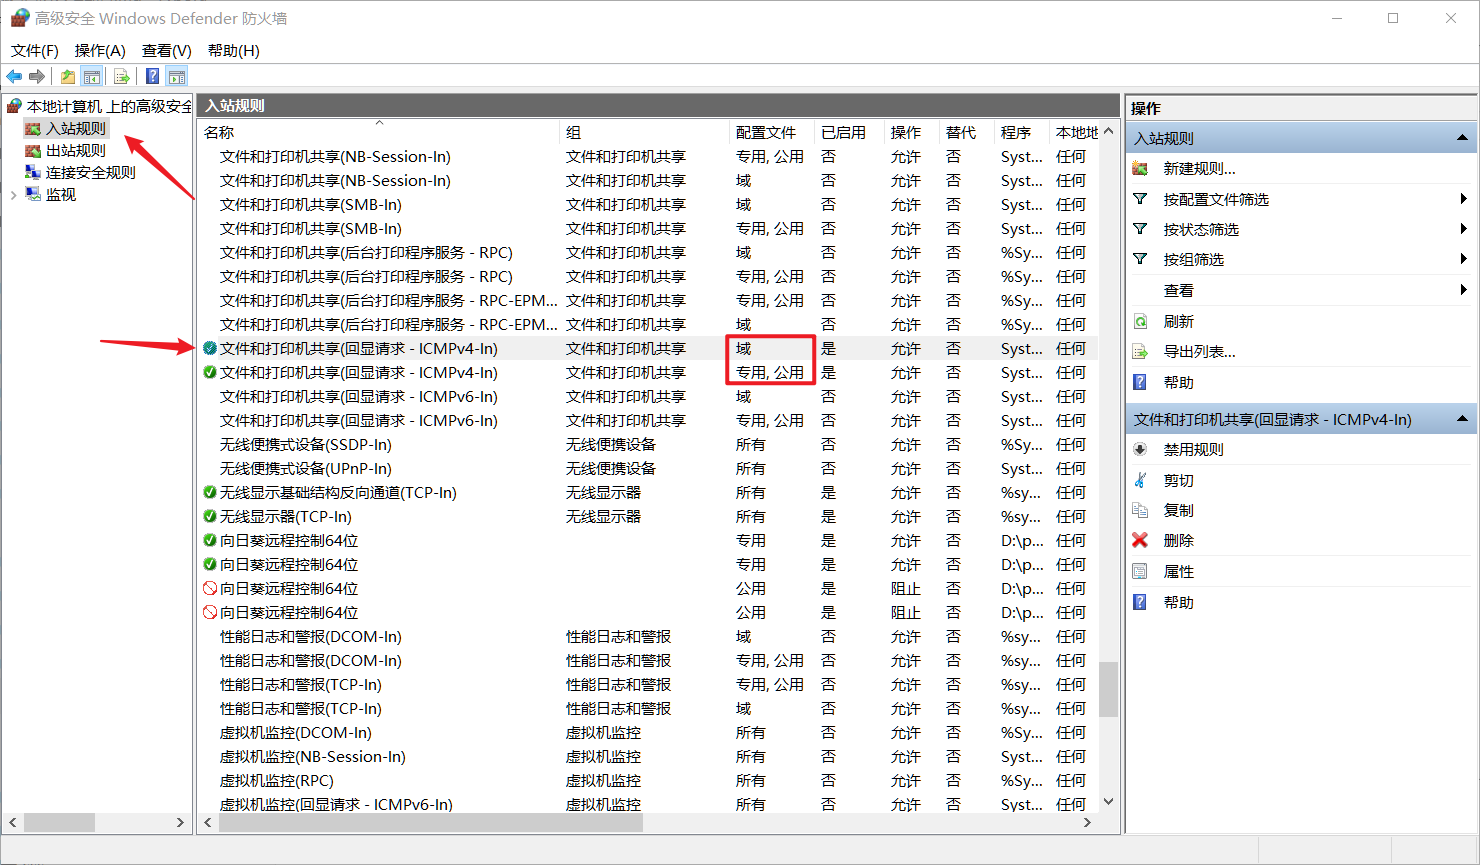 高级安全 Windows Defender 防火墙
文件(F) 操作(A) 查看(V) 帮助(H)
本地计算机 上的高级安全
入站规则
出站规则
连接安全规则
监视
入站规则
名称 组 配置文件 已启用 操作 替代 程序 本地地
文件和打印机共享(NB-Session-In) 文件和打印机共享 专用, 公用 否 允许 否 Syst... 任何
文件和打印机共享(NB-Session-In) 文件和打印机共享 域 否 允许 否 Syst... 任何
文件和打印机共享(SMB-In) 文件和打印机共享 域 否 允许 否 Syst... 任何
文件和打印机共享(SMB-In) 文件和打印机共享 专用, 公用 否 允许 否 Syst... 任何
文件和打印机共享(后台打印程序服务 - RPC) 文件和打印机共享 域 否 允许 否 %Sy... 任何
文件和打印机共享(后台打印程序服务 - RPC) 文件和打印机共享 专用, 公用 否 允许 否 %Sy... 任何
文件和打印机共享(后台打印程序服务 - RPC-EPM... 文件和打印机共享 专用, 公用 否 允许 否 %Sy... 任何
文件和打印机共享(后台打印程序服务 - RPC-EPM... 文件和打印机共享 域 否 允许 否 %Sy... 任何
文件和打印机共享(回显请求 - ICMPv4-In) 文件和打印机共享 域 是 允许 否 Syst... 任何
文件和打印机共享(回显请求 - ICMPv4-In) 文件和打印机共享 专用, 公用 是 允许 否 Syst... 任何
文件和打印机共享(回显请求 - ICMPv6-In) 文件和打印机共享 域 否 允许 否 Syst... 任何
文件和打印机共享(回显请求 - ICMPv6-In) 文件和打印机共享 专用, 公用 否 允许 否 Syst... 任何
无线便携式设备(SSDP-In) 无线便携设备 所有 否 允许 否 %Sy... 任何
无线便携式设备(UPnP-In) 无线便携设备 所有 否 允许 否 Syst... 任何
无线显示基础结构反向通道(TCP-In) 无线显示器 所有 是 允许 否 %sy... 任何
无线显示器(TCP-In) 无线显示器 所有 是 允许 否 %sy... 任何
向日葵远程控制64位 专用 是 允许 否 D:\p... 任何
向日葵远程控制64位 专用 是 允许 否 D:\p... 任何
向日葵远程控制64位 公用 是 阻止 否 D:\p... 任何
向日葵远程控制64位 公用 是 阻止 否 D:\p... 任何
性能日志和警报(DCOM-In) 性能日志和警报 域 否 允许 否 %sy... 任何
性能日志和警报(DCOM-In) 性能日志和警报 专用, 公用 否 允许 否 %sy... 任何
性能日志和警报(TCP-In) 性能日志和警报 专用, 公用 否 允许 否 %sy... 任何
性能日志和警报(TCP-In) 性能日志和警报 域 否 允许 否 %sy... 任何
虚拟机监控(DCOM-In) 虚拟机监控 所有 否 允许 否 %Sy... 任何
虚拟机监控(NB-Session-In) 虚拟机监控 所有 否 允许 否 Syst... 任何
虚拟机监控(RPC) 虚拟机监控 所有 否 允许 否 %Sy... 任何
虚拟机监控(回显请求 - ICMPv6-In) 虚拟机监控 所有 否 允许 否 Syst... 任何
操作
入站规则
新建规则...
按配置文件筛选
按状态筛选
按组筛选
查看
刷新
导出列表...
帮助
文件和打印机共享(回显请求 - ICMPv4-In)
禁用规则
剪切
复制
删除
属性
帮助